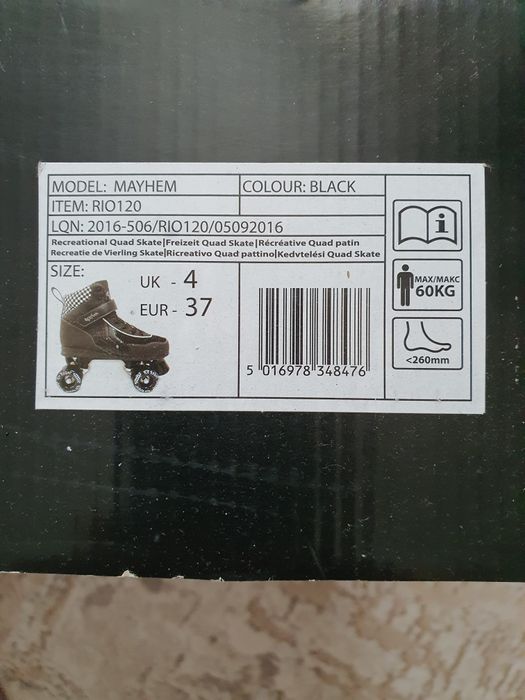 MODEL: MAYHEM COLOUR: BLACK
ITEM: RIO120
LQN: 2016-506/RIO120/05092016
Recreational Quad Skate|Freizeit Quad Skate|Récréative Quad patin
Recreatie de Vierling Skate|Ricreativo Quad pattino|Kedvtelési Quad Skate
SIZE:
UK - 4
EUR - 37
5 016978 348476
i
MAX/MAKC
60KG
<260mm